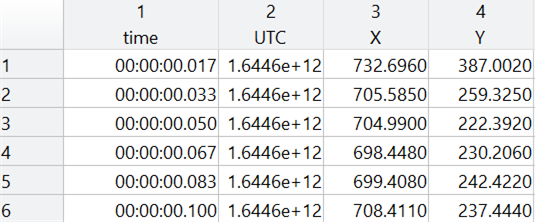 1 2 3 4
time UTC X Y
1 00:00:00.017 1.6446e+12 732.6960 387.0020
2 00:00:00.033 1.6446e+12 705.5850 259.3250
3 00:00:00.050 1.6446e+12 704.9900 222.3920
4 00:00:00.067 1.6446e+12 698.4480 230.2060
5 00:00:00.083 1.6446e+12 699.4080 242.4220
6 00:00:00.100 1.6446e+12 708.4110 237.4440